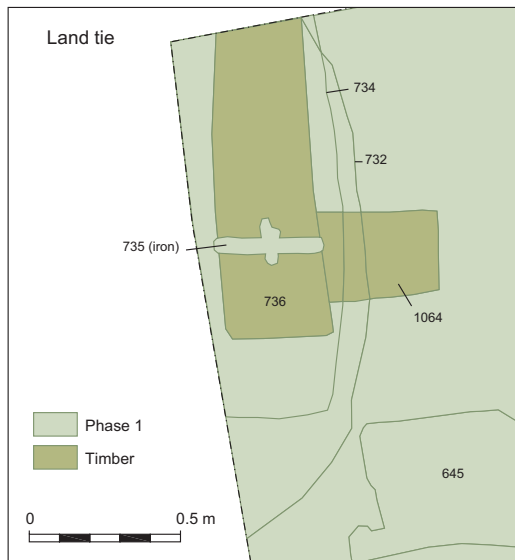 Land tie
734
732
735 (iron)
736
1064
Phase 1
Timber
645
0 0.5 m